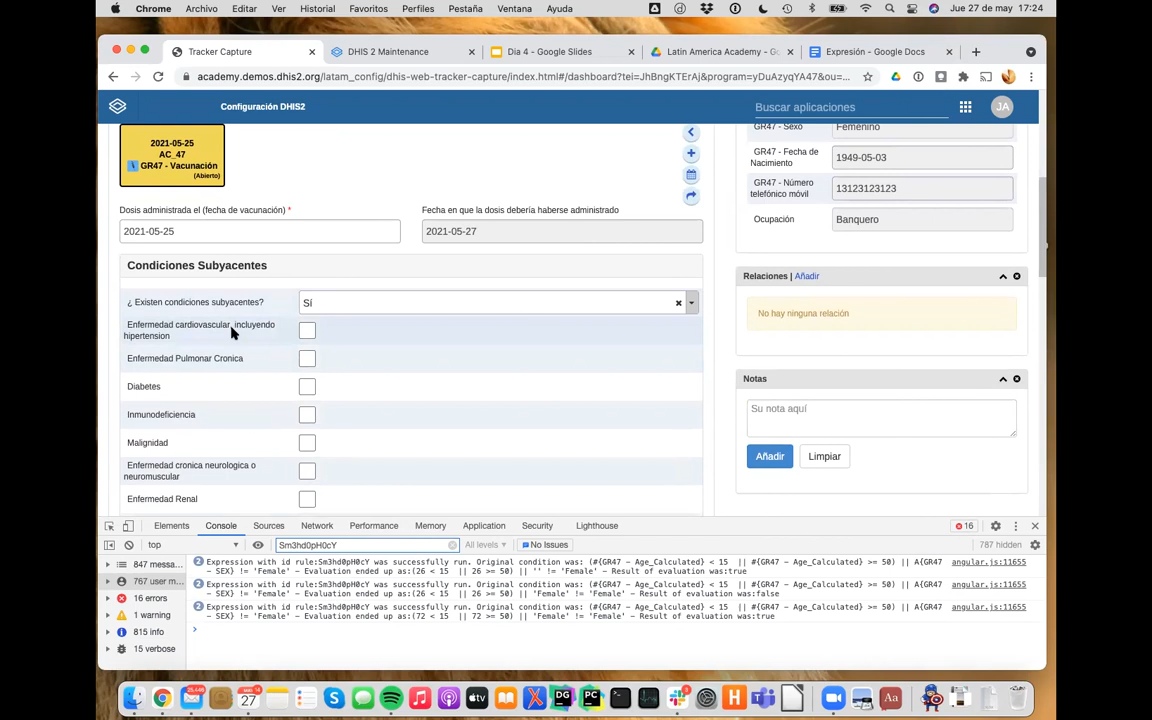 Chrome Archivo Editar Ver Historial Favoritos Perfiles Pestaña Ventana Ayuda Jue 27 de may 17:24
Tracker Capture
DHIS 2 Maintenance
Dia 4 - Google Slides
Latin America Academy - Go
Expresión - Google Docs
academy.demos.dhis2.org/latam_config/dhis-web-tracker-capture/index.html#/dashboard?tei=JhBngKTErAj&program=yDuAzyqYA47&ou=...
Configuración DHIS2
Buscar aplicaciones
JA
2021-05-25
AC_47
GR47 - Vacunación
(Abierto)
Dosis administrada el (fecha de vacunación) *
Fecha en que la dosis debería haberse administrado
2021-05-25
2021-05-27
Condiciones Subyacentes
¿ Existen condiciones subyacentes?
Sí
Enfermedad cardiovascular, incluyendo
hipertension
Enfermedad Pulmonar Cronica
Diabetes
Inmunodeficiencia
Malignidad
Enfermedad cronica neurologica o
neuromuscular
Enfermedad Renal
GR47 - Sexo
Femenino
GR47 - Fecha de
Nacimiento
1949-05-03
GR47 - Número
telefónico móvil
13123123123
Ocupación
Banquero
Relaciones | Añadir
No hay ninguna relación
Notas
Su nota aquí
Añadir
Limpiar
Elements Console Sources Network Performance Memory Application Security Lighthouse 16
top
Sm3hd0pH0cY
All levels
No Issues
787 hidden
847 messa...
767 user m...
16 errors
1 warning
815 info
15 verbose
2 Expression with id rule:Sm3hd0pH0cY was successfully run. Original condition was: (#{GR47 - Age_Calculated} < 15 || #{GR47 - Age_Calculated} >= 50) || A{GR47 angular.js:11655
- SEX} != 'Female' - Evaluation ended up as:(26 < 15 || 26 >= 50) || '' != 'Female' - Result of evaluation was:true
2 Expression with id rule:Sm3hd0pH0cY was successfully run. Original condition was: (#{GR47 - Age_Calculated} < 15 || #{GR47 - Age_Calculated} >= 50) || A{GR47 angular.js:11655
- SEX} != 'Female' - Evaluation ended up as:(26 < 15 || 26 >= 50) || 'Female' != 'Female' - Result of evaluation was:false
2 Expression with id rule:Sm3hd0pH0cY was successfully run. Original condition was: (#{GR47 - Age_Calculated} < 15 || #{GR47 - Age_Calculated} >= 50) || A{GR47 angular.js:11655
- SEX} != 'Female' - Evaluation ended up as:(72 < 15 || 72 >= 50) || 'Female' != 'Female' - Result of evaluation was:true